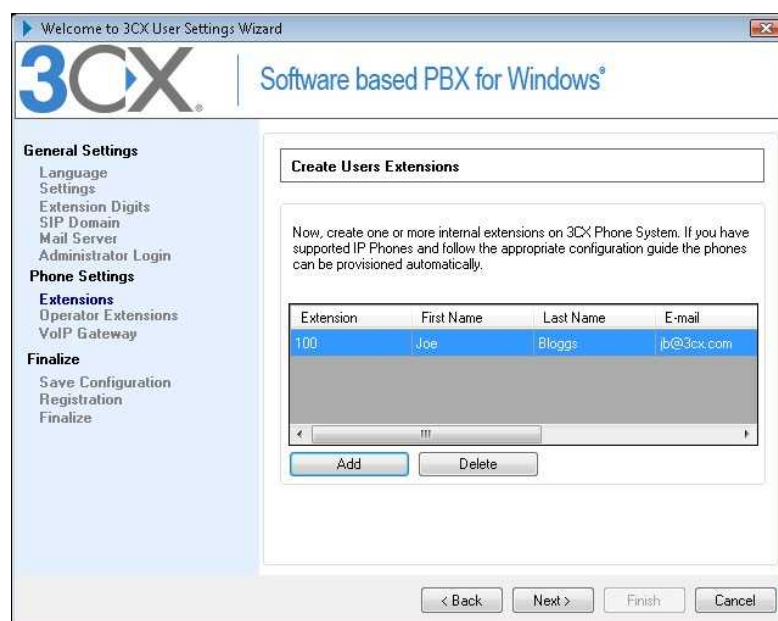 Welcome to 3CX User Settings Wizard
3CX®
Software based PBX for Windows®
General Settings
Language
Settings
Extension Digits
SIP Domain
Mail Server
Administrator Login
Phone Settings
Extensions
Operator Extensions
VoIP Gateway
Finalize
Save Configuration
Registration
Finalize
Create Users Extensions
Now, create one or more internal extensions on 3CX Phone System. If you have
supported IP Phones and follow the appropriate configuration guide the phones
can be provisioned automatically.
Extension First Name Last Name E-mail
100 Joe Bloggs jb@3cx.com
Add Delete
< Back Next > Finish Cancel